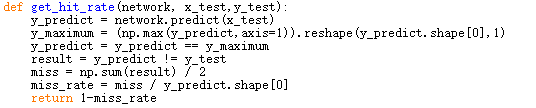 def get_hit_rate(network, x_test,y_test):
    y_predict = network.predict(x_test)
    y_maximum = (np.max(y_predict,axis=1)).reshape(y_predict.shape[0],1)
    y_predict = y_predict == y_maximum
    result = y_predict != y_test
    miss = np.sum(result) / 2
    miss_rate = miss / y_predict.shape[0]
    return 1-miss_rate